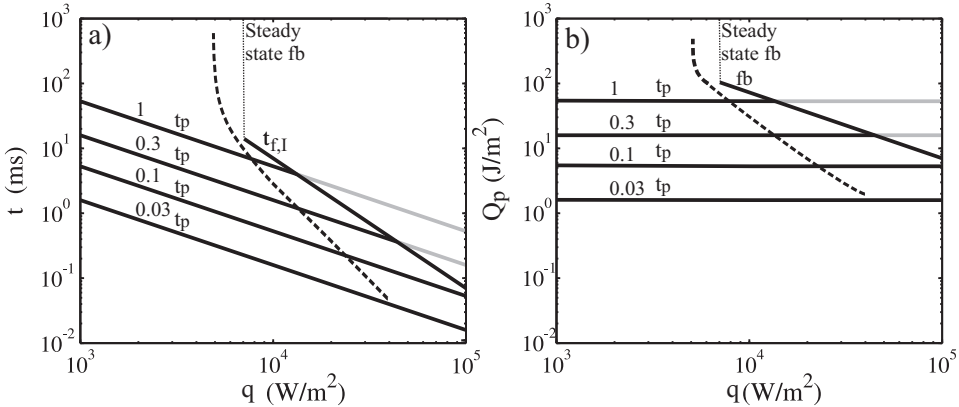 a)
Steady
state fb
t_{f,I}
1 t_p
0.3 t_p
0.1 t_p
0.03 t_p
10^3
10^2
10^1
10^0
10^{-1}
10^{-2}
t (ms)
10^3
10^4
10^5
q (W/m^2)
b)
Steady
state fb
fb
1 t_p
0.3 t_p
0.1 t_p
0.03 t_p
10^3
10^2
10^1
10^0
10^{-1}
10^{-2}
Q_p (J/m^2)
10^3
10^4
10^5
q (W/m^2)